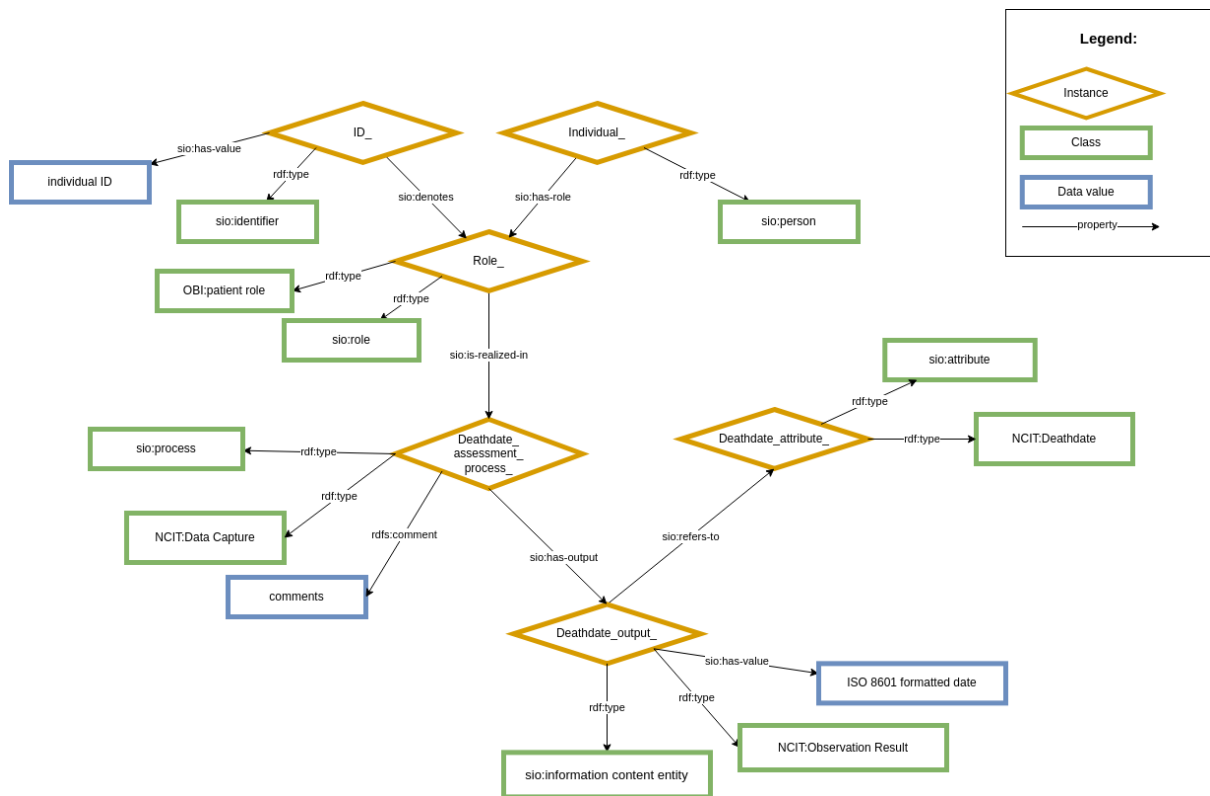 Legend:
Instance
Class
Data value
property
ID_
Individual_
sio:has-value
rdf:type
rdf:type
individual ID
sio:denotes
sio:has-role
sio:identifier
sio:person
Role_
rdf:type
OBI:patient role
rdf:type
sio:role
sio:is-realized-in
sio:attribute
rdf:type
Deathdate_
assessment_
process_
Deathdate_attribute_
rdf:type
NCIT:Deathdate
sio:process
rdf:type
rdf:type
NCIT:Data Capture
rdfs:comment
sio:refers-to
sio:has-output
comments
Deathdate_output_
sio:has-value
ISO 8601 formatted date
rdf:type
rdf:type
NCIT:Observation Result
sio:information content entity